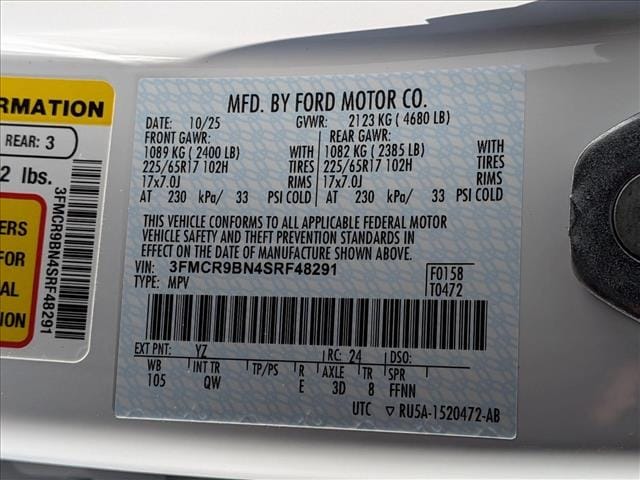 ORMATION
REAR: 3
2 lbs.
ERS
FOR
AL
ION
3FMCR9BN4SRF48291
MFD. BY FORD MOTOR CO.
DATE: 10/25 GVWR: 2123 KG ( 4680 LB)
FRONT GAWR: REAR GAWR:
1089 KG ( 2400 LB) WITH 1082 KG ( 2385 LB) WITH
225/65R17 102H TIRES 225/65R17 102H TIRES
17x7.0J RIMS 17x7.0J RIMS
AT 230 kPa/ 33 PSI COLD AT 230 kPa/ 33 PSI COLD
THIS VEHICLE CONFORMS TO ALL APPLICABLE FEDERAL MOTOR
VEHICLE SAFETY AND THEFT PREVENTION STANDARDS IN
EFFECT ON THE DATE OF MANUFACTURE SHOWN ABOVE.
VIN: 3FMCR9BN4SRF48291 F0158
TYPE: MPV T0472
EXT PNT: YZ RC: 24 DSO:
WB INT TR TP/PS R AXLE TR SPR
105 QW E 3D 8 FFNN
UTC ▽ RU5A-1520472-AB